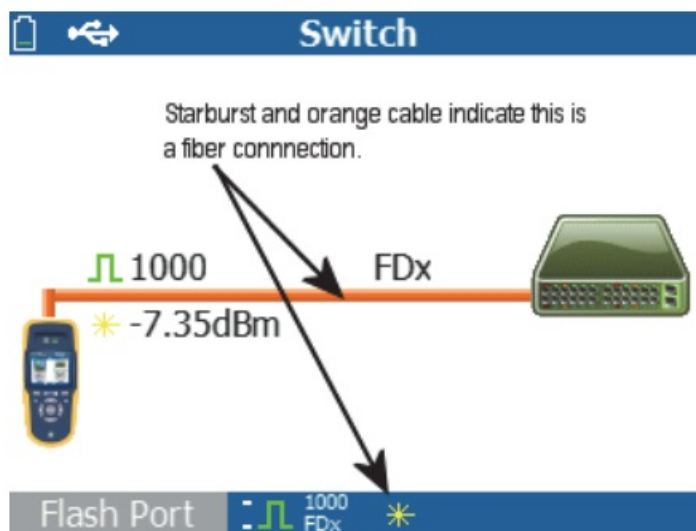 Switch
Starburst and orange cable indicate this is
a fiber connnection.
1000 FDx
-7.35dBm
Flash Port 1000
FDx